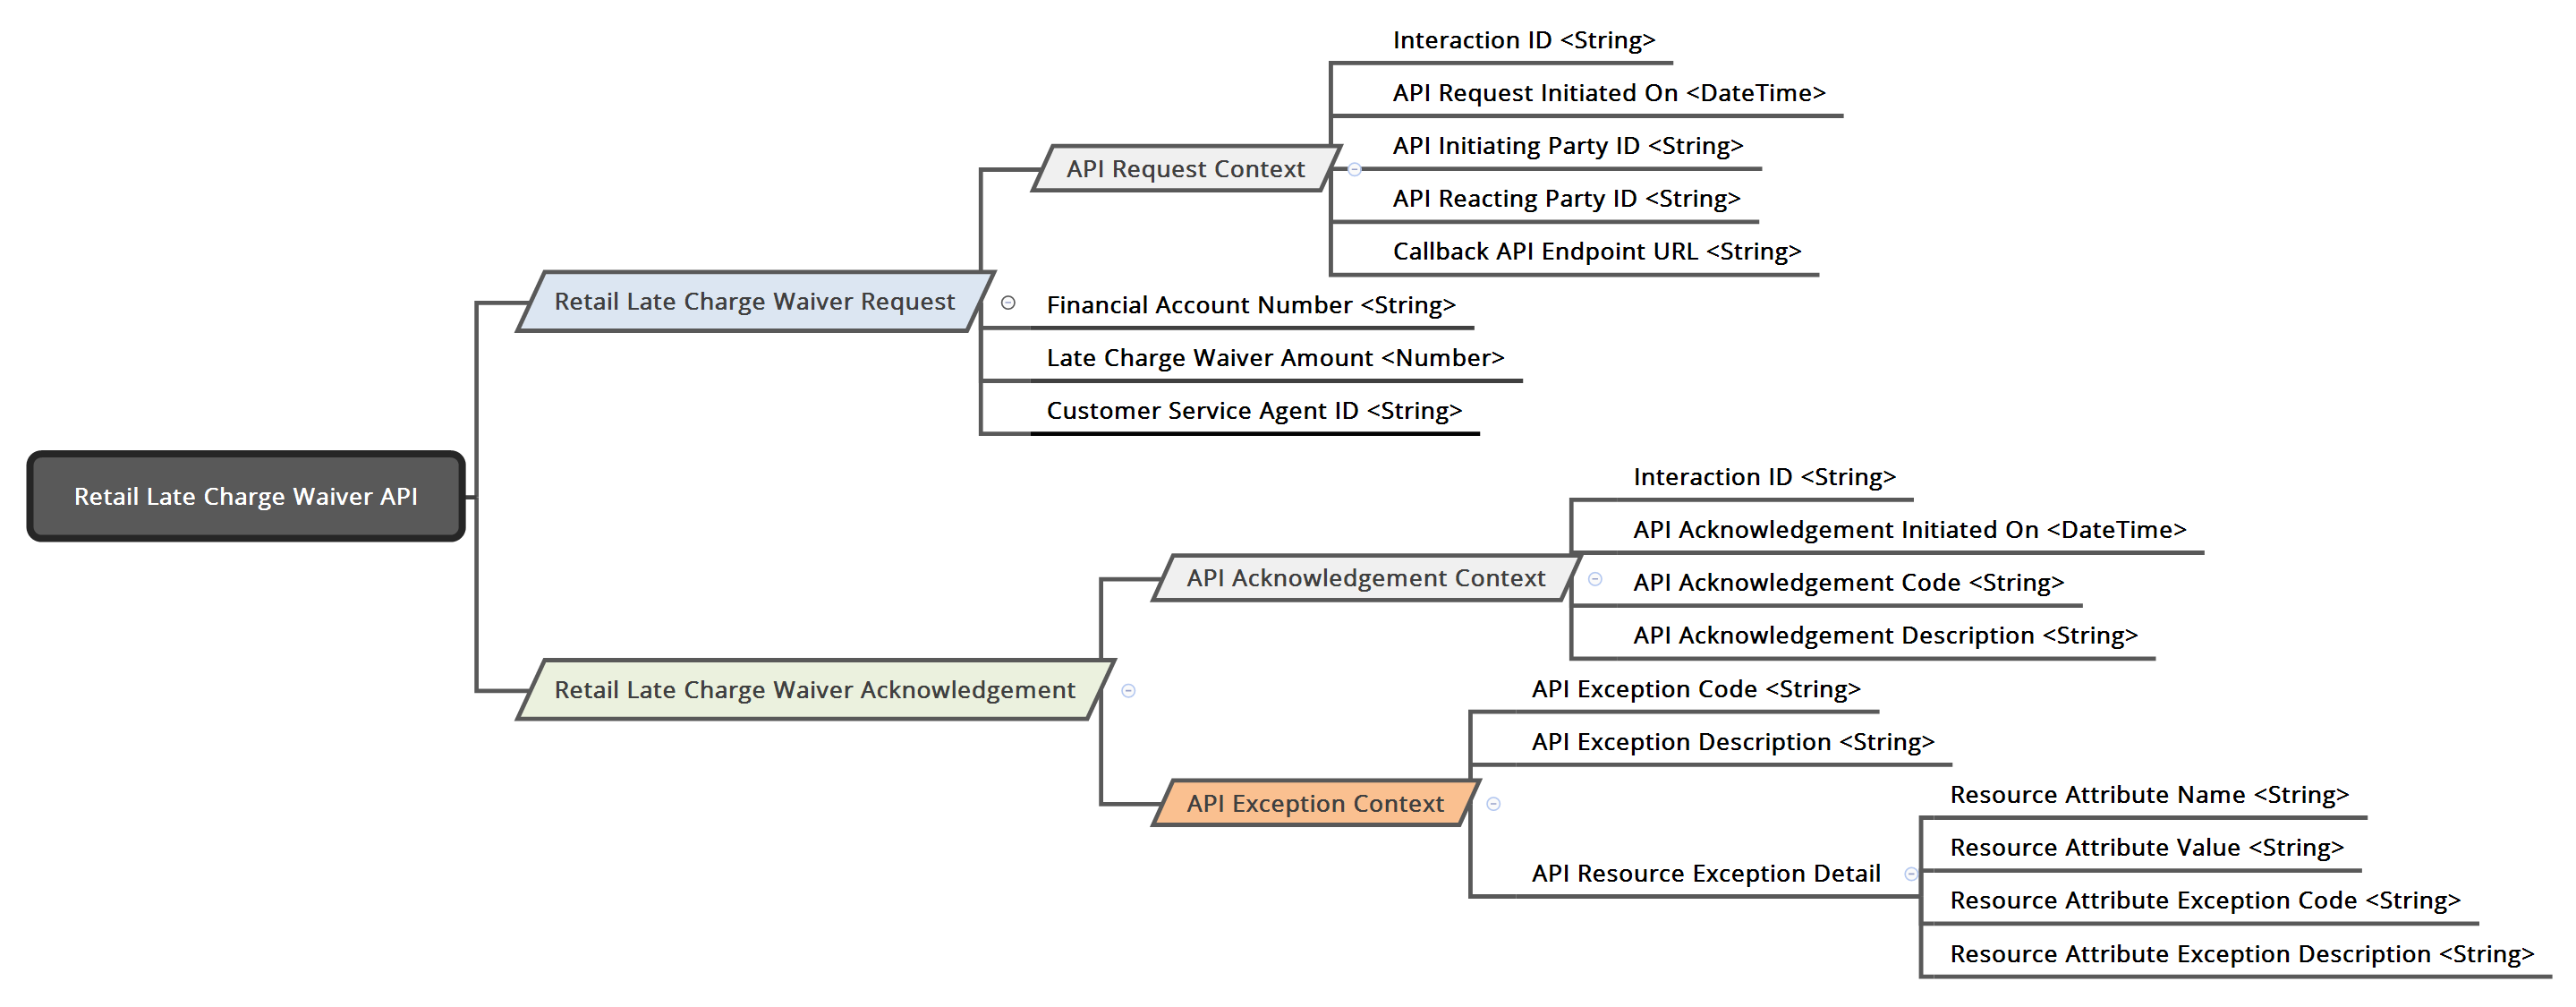 Retail Late Charge Waiver API
Retail Late Charge Waiver Request
API Request Context
Interaction ID <String>
API Request Initiated On <DateTime>
API Initiating Party ID <String>
API Reacting Party ID <String>
Callback API Endpoint URL <String>
Financial Account Number <String>
Late Charge Waiver Amount <Number>
Customer Service Agent ID <String>
Retail Late Charge Waiver Acknowledgement
API Acknowledgement Context
Interaction ID <String>
API Acknowledgement Initiated On <DateTime>
API Acknowledgement Code <String>
API Acknowledgement Description <String>
API Exception Context
API Exception Code <String>
API Exception Description <String>
API Resource Exception Detail
Resource Attribute Name <String>
Resource Attribute Value <String>
Resource Attribute Exception Code <String>
Resource Attribute Exception Description <String>